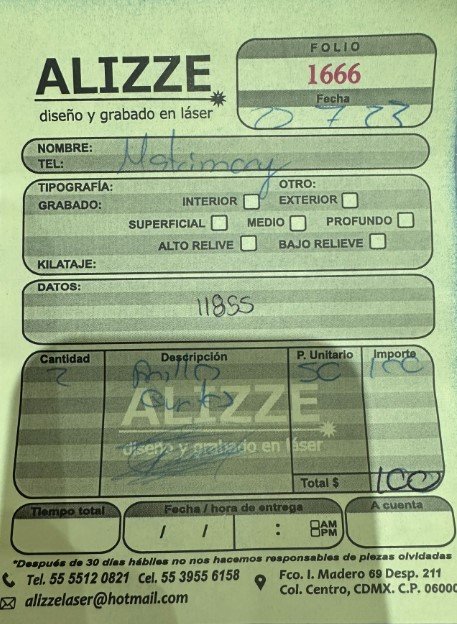 ALIZZE
diseño y grabado en láser
FOLIO
1666
Fecha
NOMBRE:
TEL:
TIPOGRAFÍA: OTRO:
GRABADO: INTERIOR EXTERIOR
SUPERFICIAL MEDIO PROFUNDO
ALTO RELIVE BAJO RELIEVE
KILATAJE:
DATOS:
11855
Cantidad Descripción P. Unitario Importe
2 Anillo 50 100
ALIZZE
diseño y grabado en láser
Total $ 100
Tiempo total Fecha / hora de entrega A cuenta
/ / : AM
PM
*Después de 30 días hábiles no nos hacemos responsables de piezas olvidadas
Tel. 55 5512 0821 Cel. 55 3955 6158 Fco. I. Madero 69 Desp. 211
alizzelaser@hotmail.com Col. Centro, CDMX. C.P. 06000